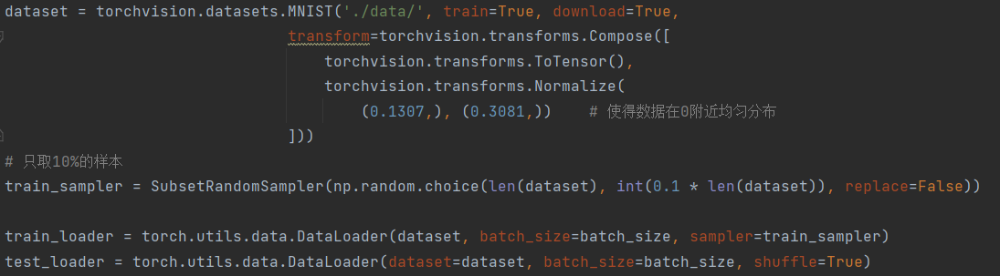 dataset = torchvision.datasets.MNIST('./data/', train=True, download=True,
transform=torchvision.transforms.Compose([
torchvision.transforms.ToTensor(),
torchvision.transforms.Normalize(
(0.1307,), (0.3081,)) # 使得数据在0附近均匀分布
]))
# 只取10%的样本
train_sampler = SubsetRandomSampler(np.random.choice(len(dataset), int(0.1 * len(dataset)), replace=False))
train_loader = torch.utils.data.DataLoader(dataset, batch_size=batch_size, sampler=train_sampler)
test_loader = torch.utils.data.DataLoader(dataset=dataset, batch_size=batch_size, shuffle=True)